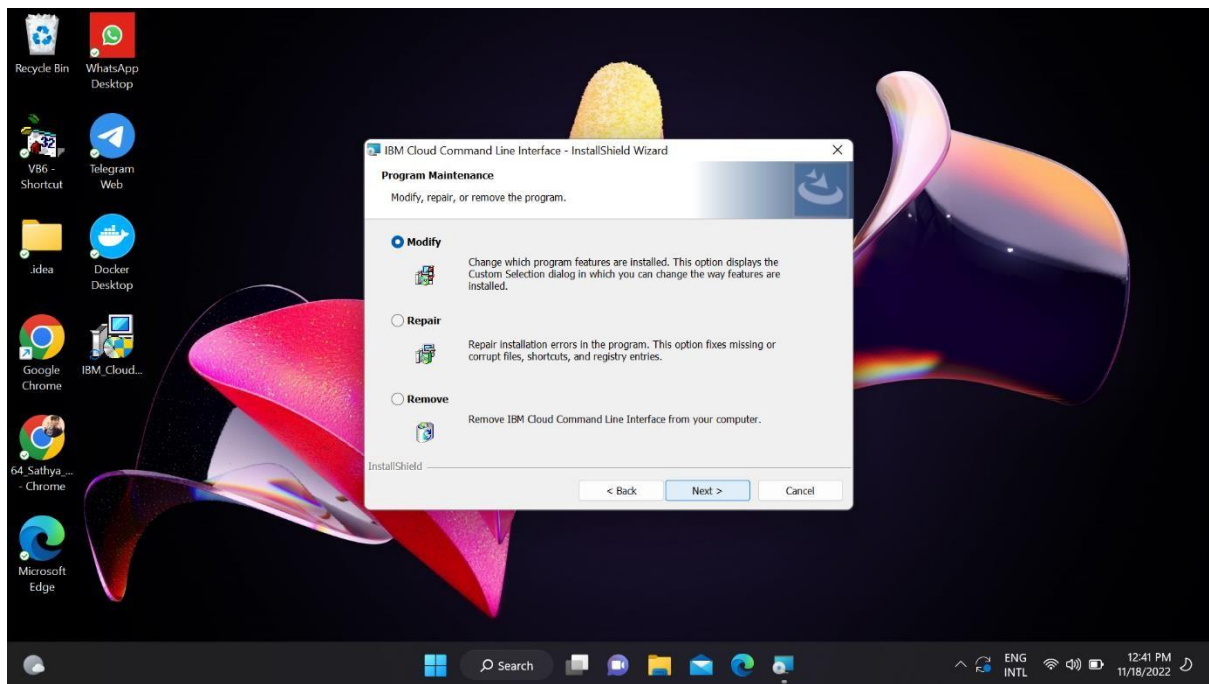 Recycle Bin
WhatsApp
Desktop
32
VB6 -
Shortcut
Telegram
Web
.idea
Docker
Desktop
Google
Chrome
IBM_Cloud...
64_Sathya_...
- Chrome
Microsoft
Edge
IBM Cloud Command Line Interface - InstallShield Wizard
Program Maintenance
Modify, repair, or remove the program.
Modify
Change which program features are installed. This option displays the
Custom Selection dialog in which you can change the way features are
installed.
Repair
Repair installation errors in the program. This option fixes missing or
corrupt files, shortcuts, and registry entries.
Remove
Remove IBM Cloud Command Line Interface from your computer.
InstallShield
< Back
Next >
Cancel
Search
ENG
INTL
12:41 PM
11/18/2022